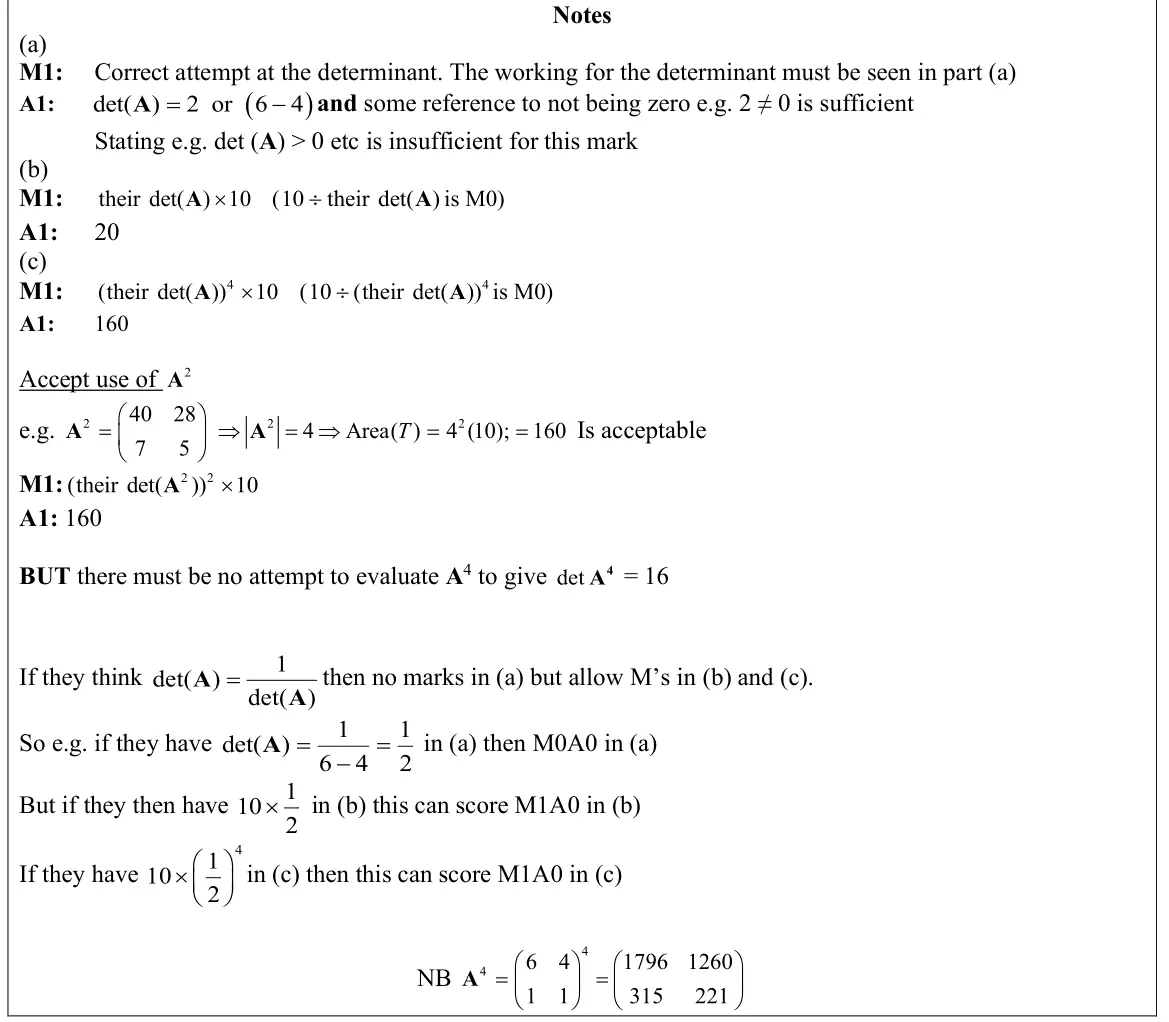 Notes
(a)
M1: Correct attempt at the determinant. The working for the determinant must be seen in part (a)
A1: det(A) = 2 or (6 − 4) and some reference to not being zero e.g. 2 ≠ 0 is sufficient
Stating e.g. det (A) > 0 etc is insufficient for this mark
(b)
M1: their det(A) × 10 (10 ÷ their det(A) is M0)
A1: 20
(c)
M1: (their det(A))⁴ × 10 (10 ÷ (their det(A))⁴ is M0)
A1: 160
Accept use of A²
e.g. A² = (40 28 / 7 5) ⇒ |A²| = 4 ⇒ Area(T) = 4²(10); = 160 Is acceptable
M1: (their det(A²))² × 10
A1: 160
BUT there must be no attempt to evaluate A⁴ to give det A⁴ = 16
If they think det(A) = 1/det(A) then no marks in (a) but allow M’s in (b) and (c).
So e.g. if they have det(A) = 1/(6 − 4) = 1/2 in (a) then M0A0 in (a)
But if they then have 10 × 1/2 in (b) this can score M1A0 in (b)
If they have 10 × (1/2)⁴ in (c) then this can score M1A0 in (c)
NB A⁴ = (6 4 / 1 1)⁴ = (1796 1260 / 315 221)